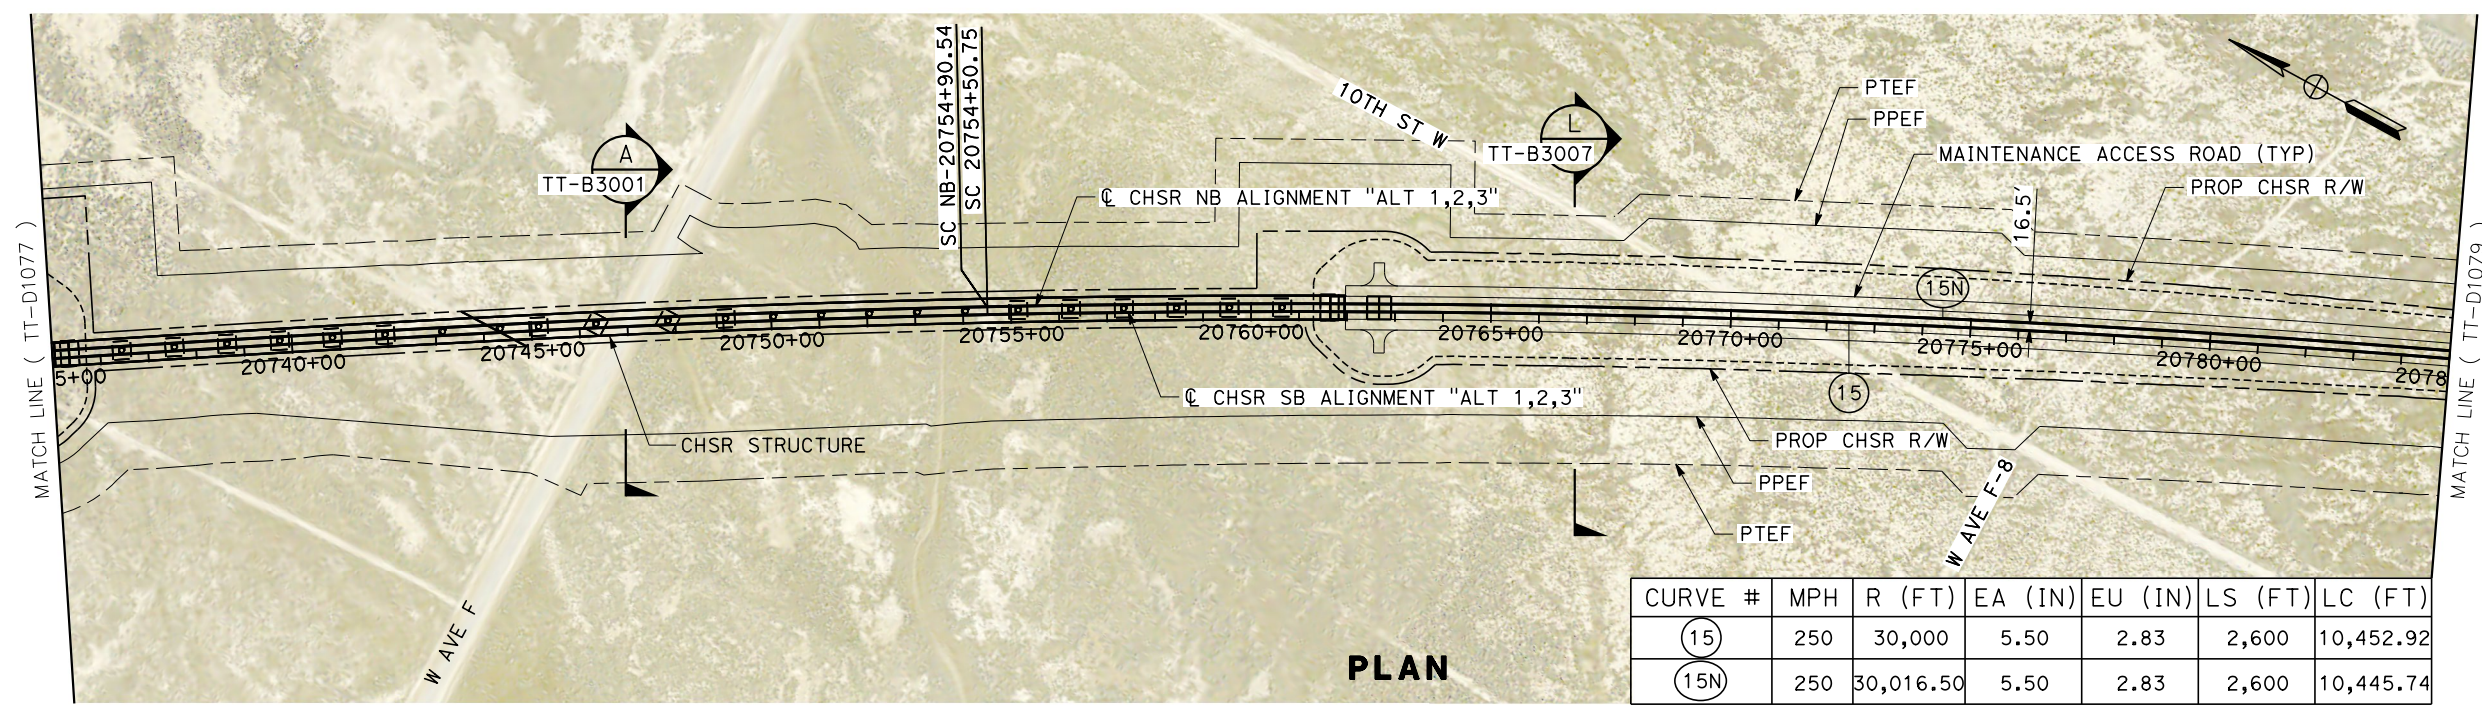 SC NB-20754+90.54
SC 20754+50.75
10TH ST W
PTEF
PPEF
A
TT-B3001
L
TT-B3007
MAINTENANCE ACCESS ROAD (TYP)
PROP CHSR R/W
℄ CHSR NB ALIGNMENT "ALT 1,2,3"
16.5'
MATCH LINE ( TT-D1077 )
MATCH LINE ( TT-D1079 )
15N
5+00
20740+00
20745+00
20750+00
20755+00
20760+00
20765+00
20770+00
20775+00
20780+00
2078
15
℄ CHSR SB ALIGNMENT "ALT 1,2,3"
CHSR STRUCTURE
PROP CHSR R/W
PPEF
PTEF
W AVE F-8
W AVE F
PLAN
CURVE # MPH R (FT) EA (IN) EU (IN) LS (FT) LC (FT)
15 250 30,000 5.50 2.83 2,600 10,452.92
15N 250 30,016.50 5.50 2.83 2,600 10,445.74